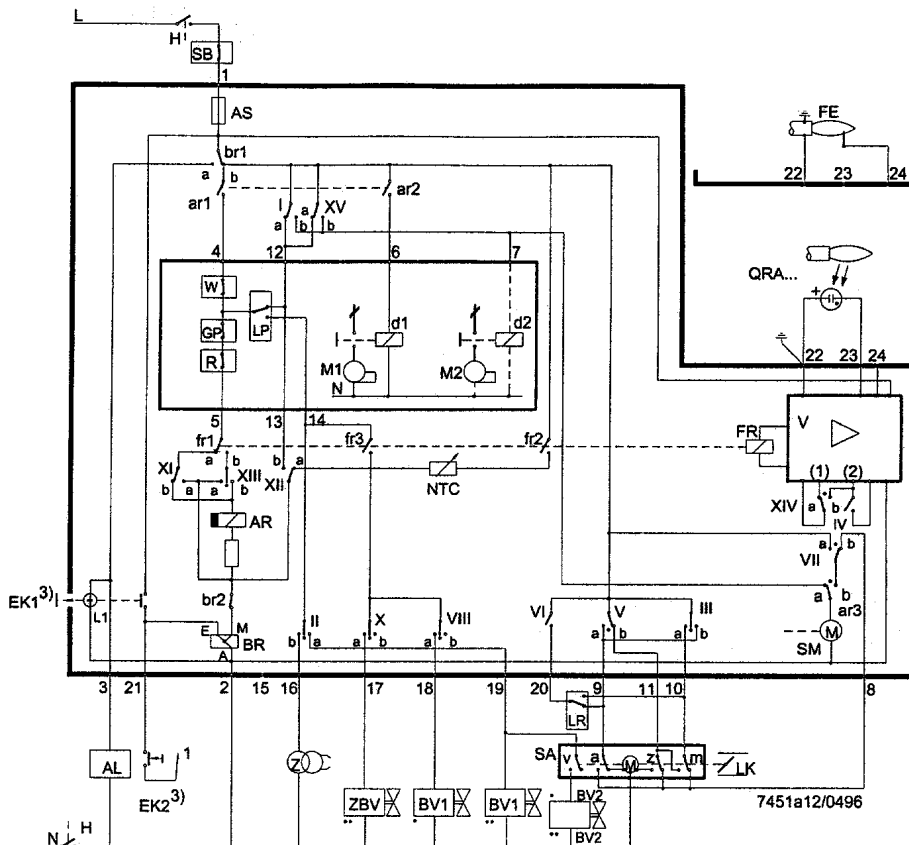 L
H
SB
1
AS
FE
22 23 24
br1
a b
ar1
ar2
I a XV
a b b
4 12 6 7
QRA...
+
W
LP
GP
R
d1
d2
M1
M2
N
22 23 24
V
5 13 14
fr1
a
fr3
fr2
FR
XI
b
b a
XIII
b a a b
XII
NTC
(1) (2)
XIV a b
IV
AR
VII a b
a b
ar3
EK1 3)
L1
br2
E M
BR
A
II
X
VIII
VI
V
III
M
SM
b a
a b
a b
a b
a b
3 21 2 15 16 17 18 19 20 9 11 10 8
LR
AL
1
EK2 3)
Z
SA
v a M z m
LK
ZBV
BV1
BV1
BV2
BV2
7451a12/0496
N H